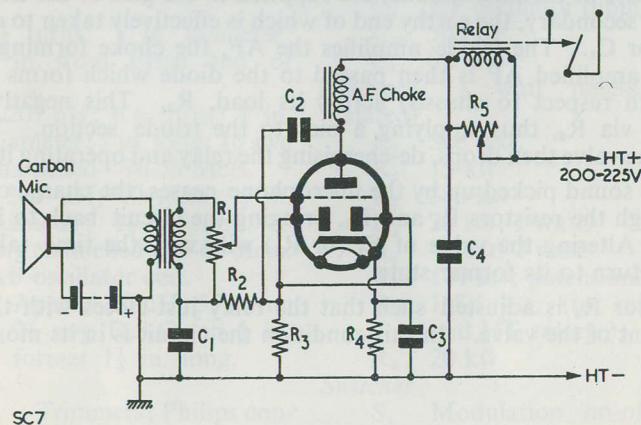 Relay
C2
A.F. Choke
R5
HT+
200-225V
Carbon
Mic.
R1
R2
C4
+
C1
R3
R4
C3
HT-
SC7